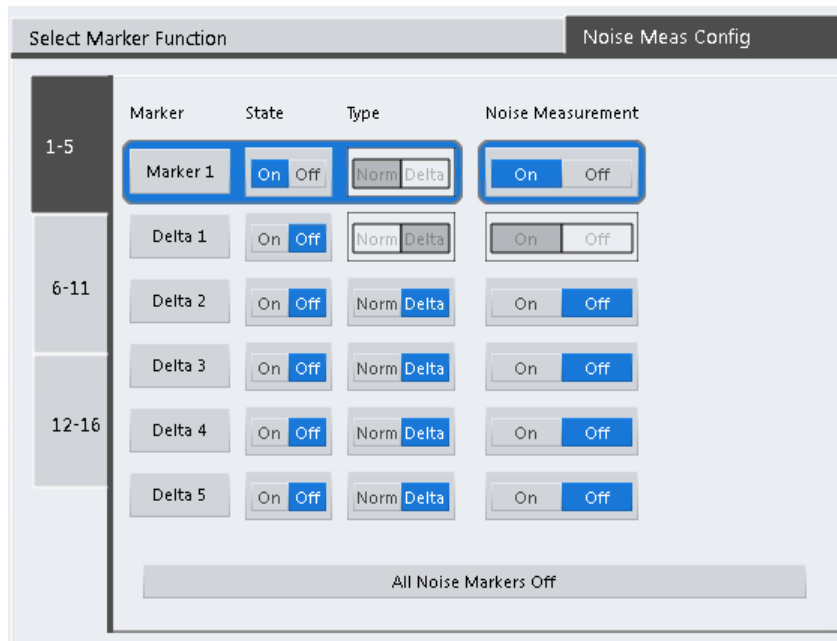 Select Marker Function Noise Meas Config
Marker State Type Noise Measurement
1-5
Marker 1 On Off Norm Delta On Off
Delta 1 On Off Norm Delta On Off
6-11
Delta 2 On Off Norm Delta On Off
Delta 3 On Off Norm Delta On Off
12-16
Delta 4 On Off Norm Delta On Off
Delta 5 On Off Norm Delta On Off
All Noise Markers Off